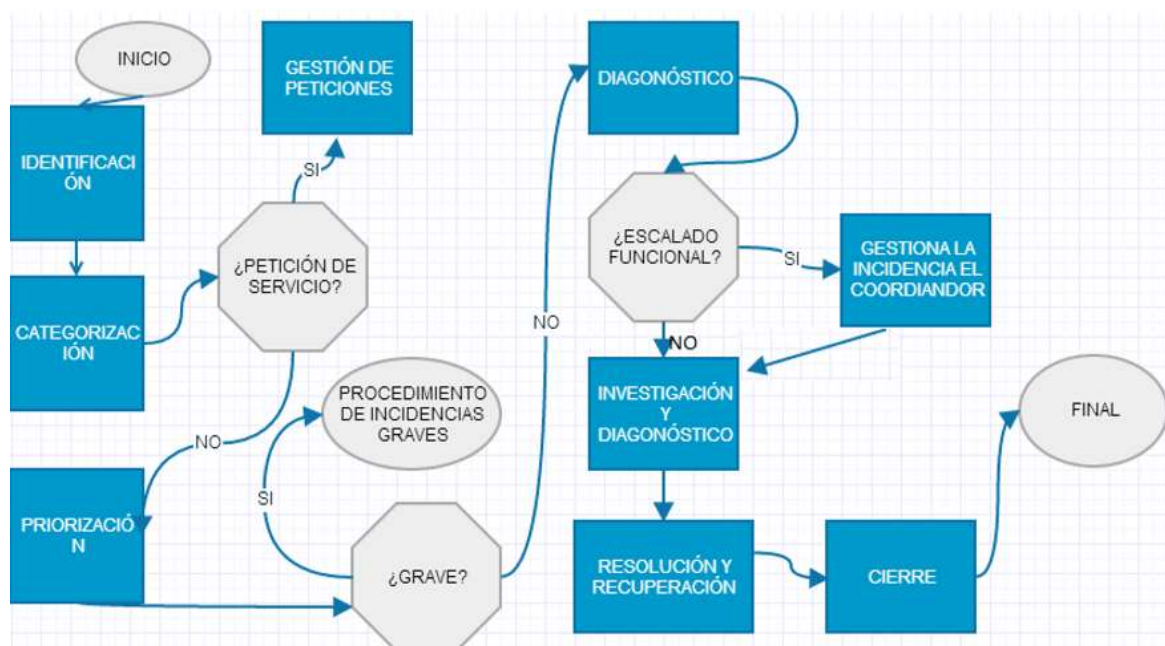 INICIO
IDENTIFICACI
ÓN
CATEGORIZAC
IÓN
PRIORIZACIÓ
N
GESTIÓN DE
PETICIONES
SI
¿PETICIÓN DE
SERVICIO?
NO
PROCEDIMIENTO
DE INCIDENCIAS
GRAVES
SI
¿GRAVE?
NO
DIAGONÓSTICO
¿ESCALADO
FUNCIONAL?
SI
GESTIONA LA
INCIDENCIA EL
COORDIANDOR
NO
INVESTIGACIÓN
Y
DIAGONÓSTICO
RESOLUCIÓN Y
RECUPERACIÓN
CIERRE
FINAL